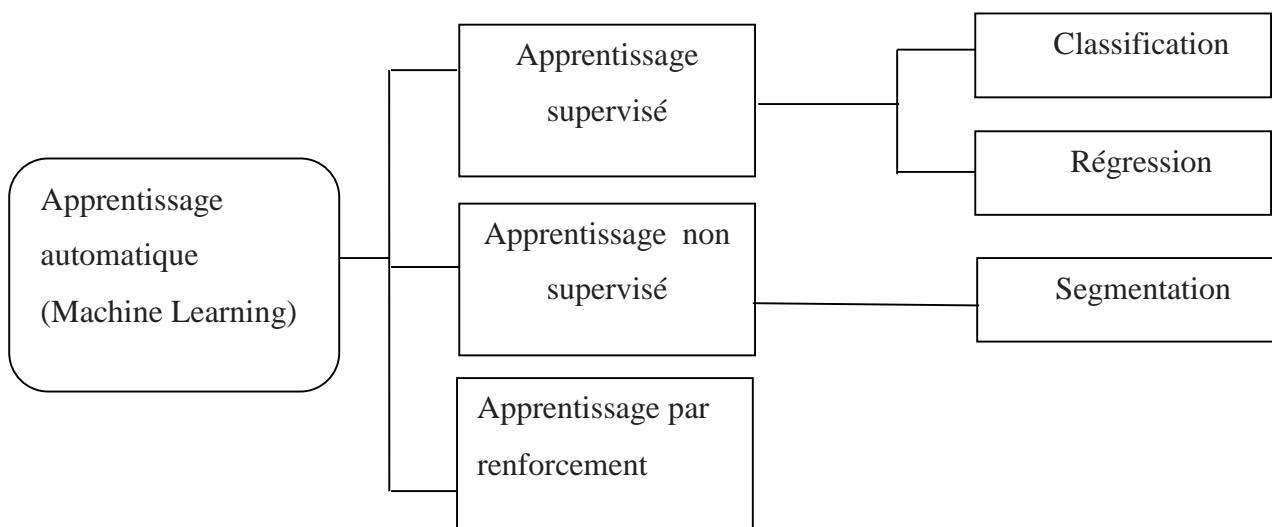 Apprentissage
automatique
(Machine Learning)
Apprentissage
supervisé
Classification
Régression
Apprentissage non
supervisé
Segmentation
Apprentissage par
renforcement